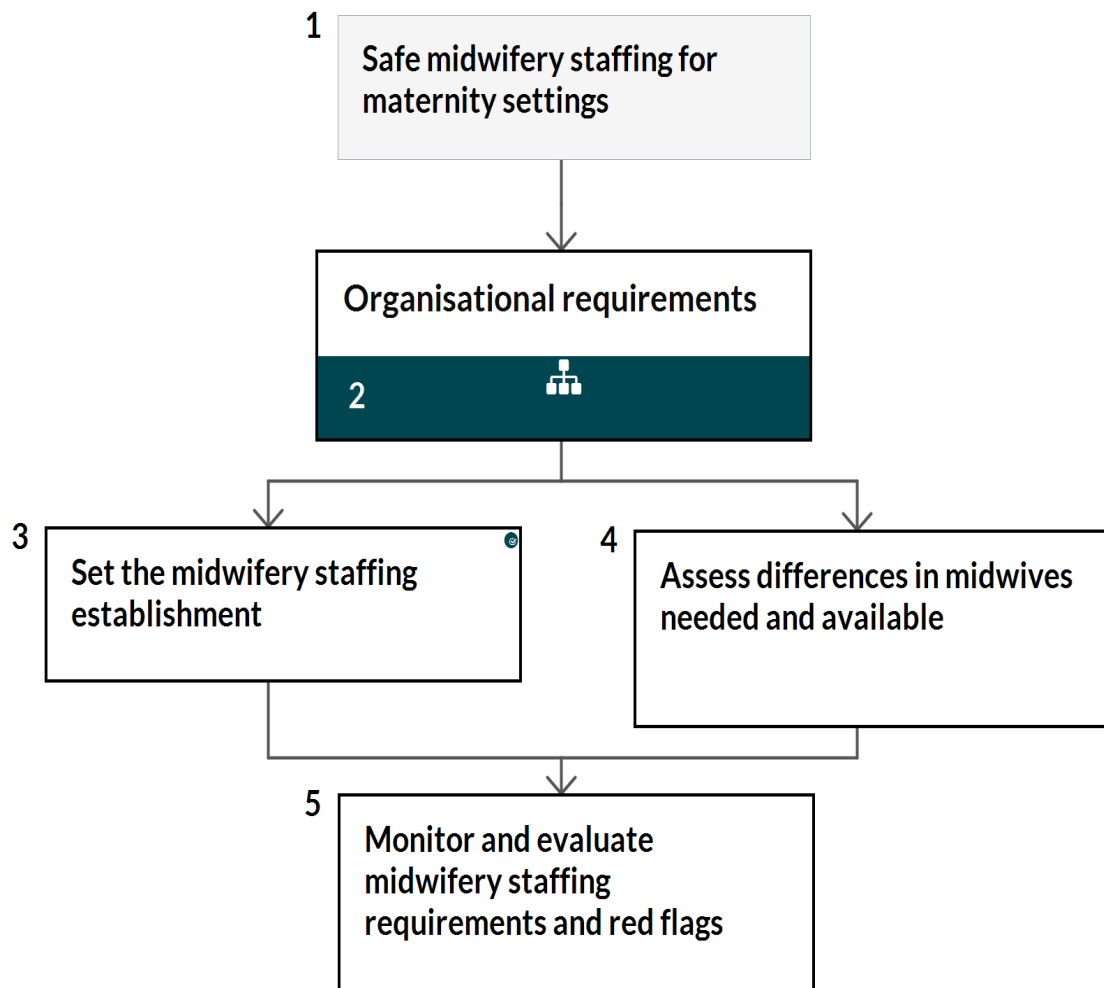 1
Safe midwifery staffing for
maternity settings
Organisational requirements
2
3
Set the midwifery staffing
establishment
4
Assess differences in midwives
needed and available
5
Monitor and evaluate
midwifery staffing
requirements and red flags